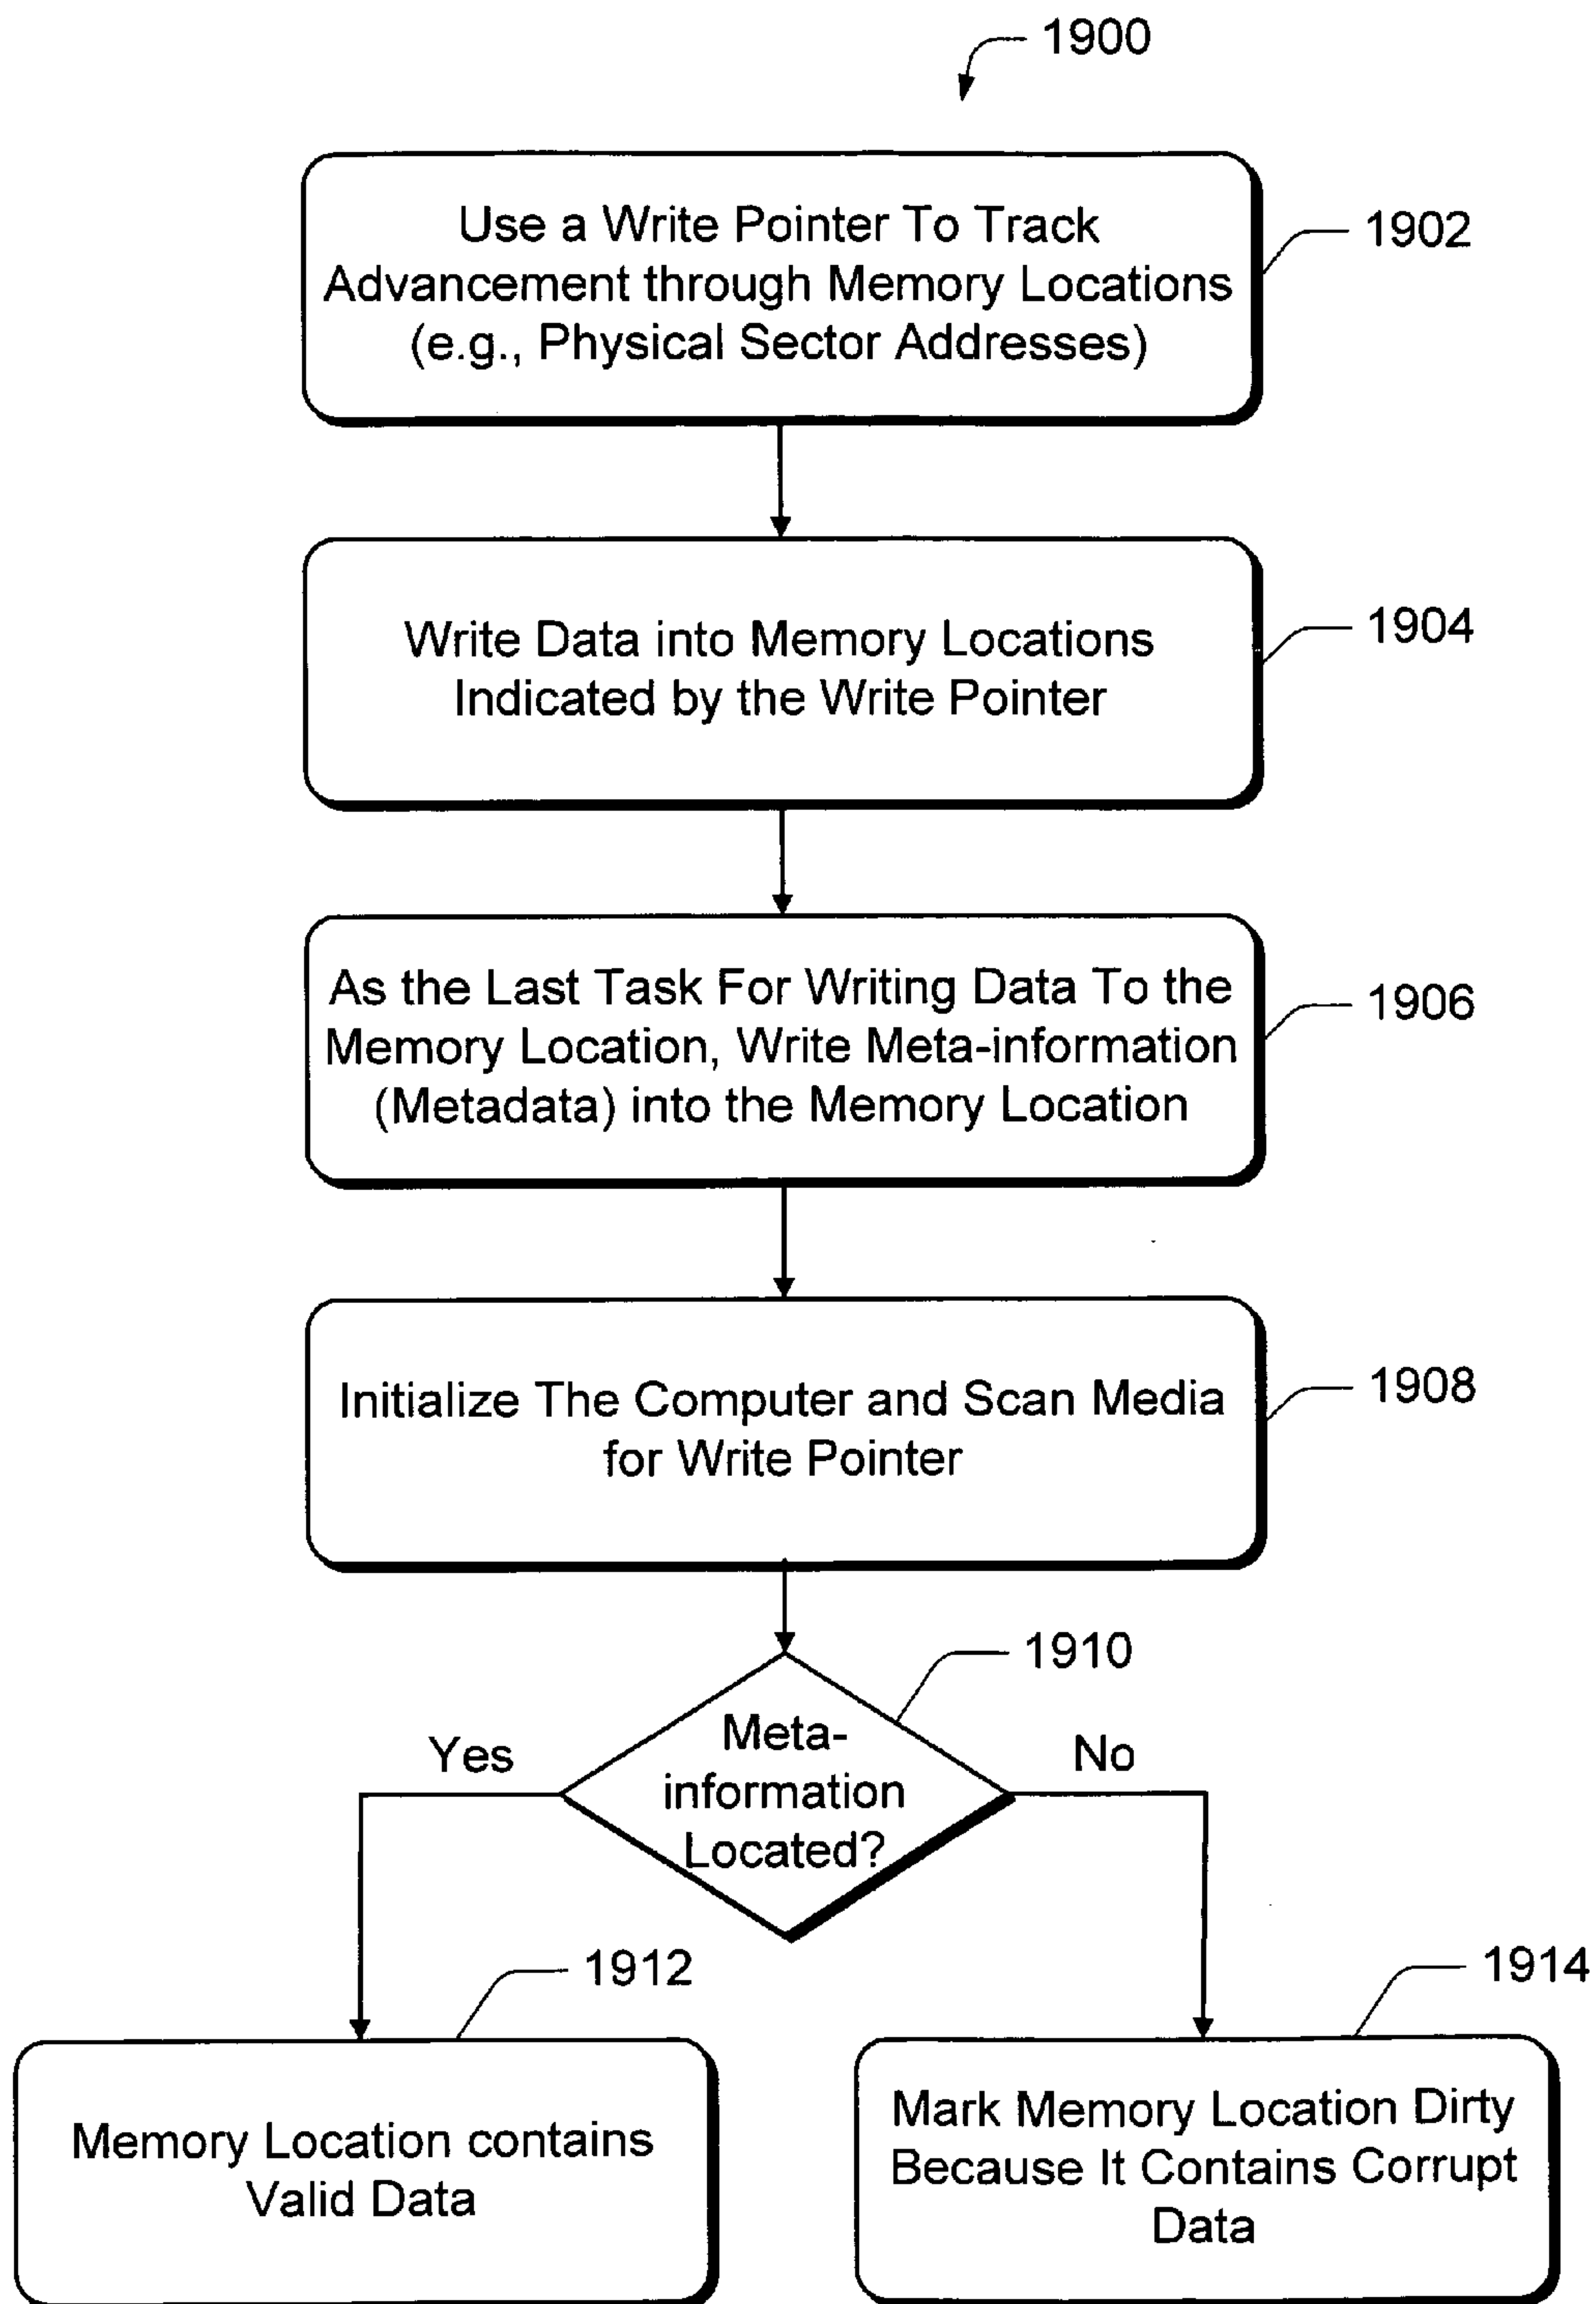 1900
Use a Write Pointer To Track
Advancement through Memory Locations
(e.g., Physical Sector Addresses)
1902
Write Data into Memory Locations
Indicated by the Write Pointer
1904
As the Last Task For Writing Data To the
Memory Location, Write Meta-information
(Metadata) into the Memory Location
1906
Initialize The Computer and Scan Media
for Write Pointer
1908
1910
Meta-
information
Located?
Yes
No
1912
1914
Memory Location contains
Valid Data
Mark Memory Location Dirty
Because It Contains Corrupt
Data